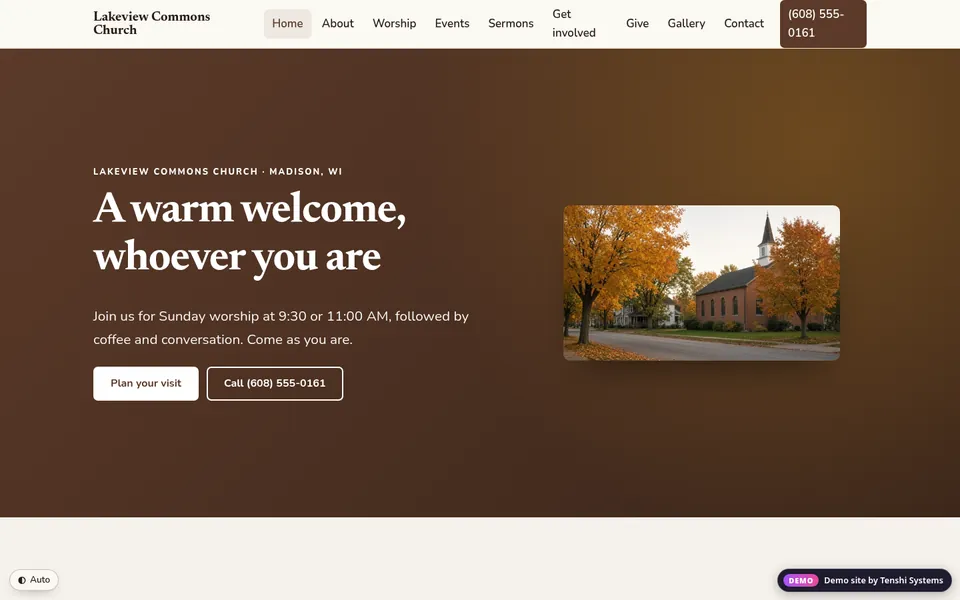 Lakeview Commons
Church
Home
About
Worship
Events
Sermons
Get
involved
Give
Gallery
Contact
(608) 555-
0161
LAKEVIEW COMMONS CHURCH · MADISON, WI
A warm welcome,
whoever you are
Join us for Sunday worship at 9:30 or 11:00 AM, followed by
coffee and conversation. Come as you are.
Plan your visit
Call (608) 555-0161
Auto
DEMO Demo site by Tenshi Systems